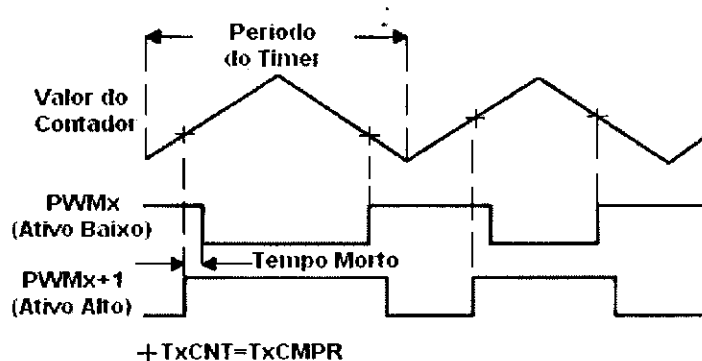 Período
do Timer
Valor do
Contador
PWMx
(Ativo Baixo)
Tempo Morto
PWMx+1
(Ativo Alto)
+TxCNT=TxCMPR